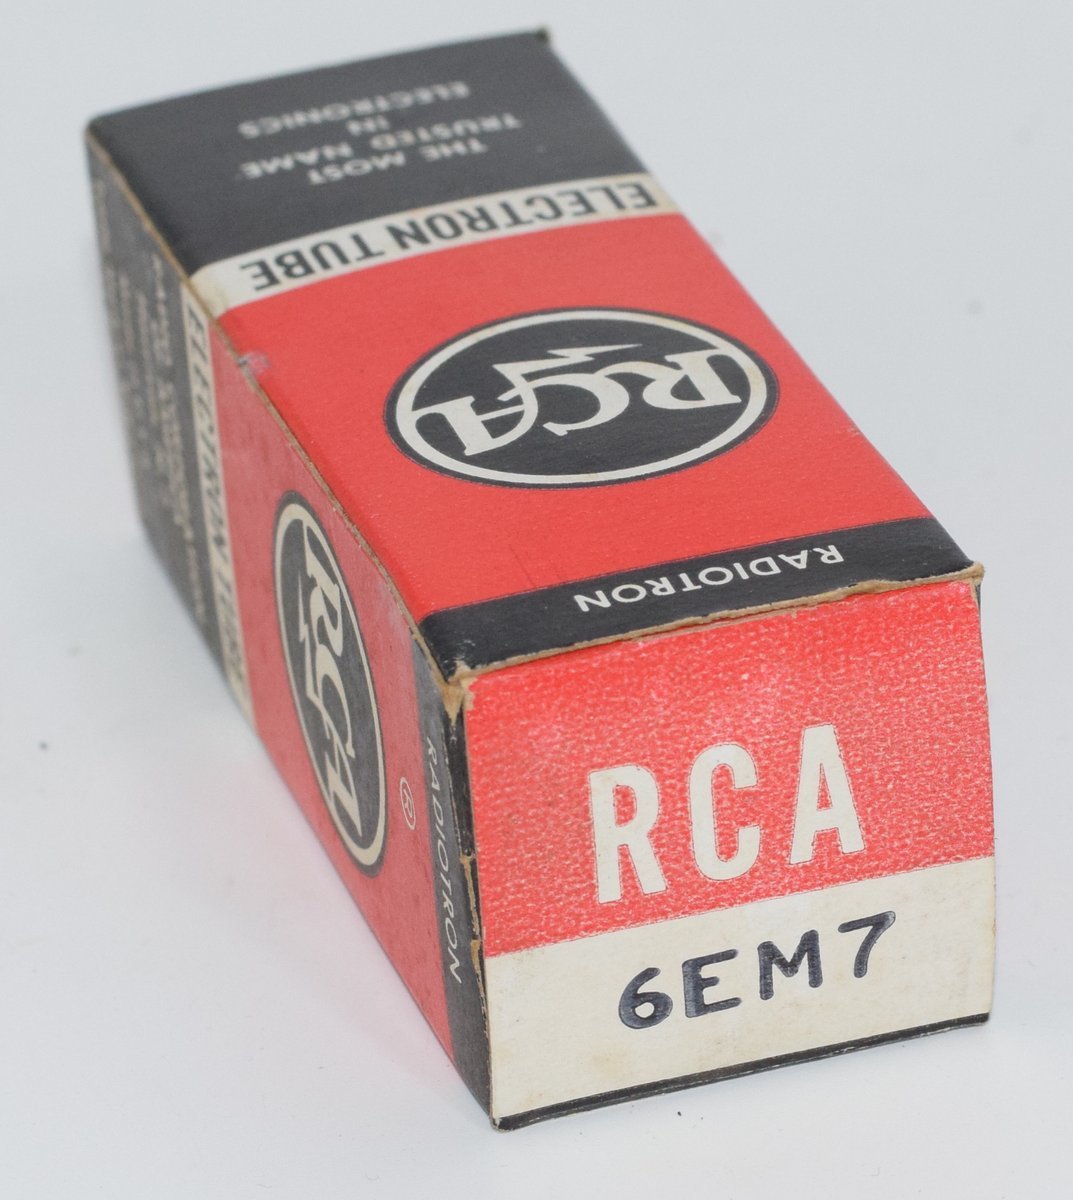 THE MOST
TRUSTED NAME
IN
ELECTRONICS
ELECTRON TUBE
RCA
RADIOTRON
ELECTRON TUBE
RCA
®
RADIOTRON
RCA
6EM7